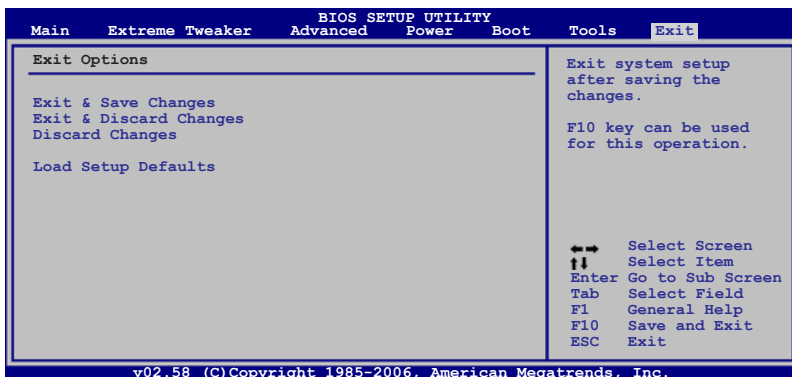 BIOS SETUP UTILITY
Main Extreme Tweaker Advanced Power Boot Tools Exit
Exit Options
Exit & Save Changes
Exit & Discard Changes
Discard Changes
Load Setup Defaults
Exit system setup
after saving the
changes.
F10 key can be used
for this operation.
←→ Select Screen
↑↓ Select Item
Enter Go to Sub Screen
Tab Select Field
F1 General Help
F10 Save and Exit
ESC Exit
v02.58 (C)Copyright 1985-2006, American Megatrends, Inc.